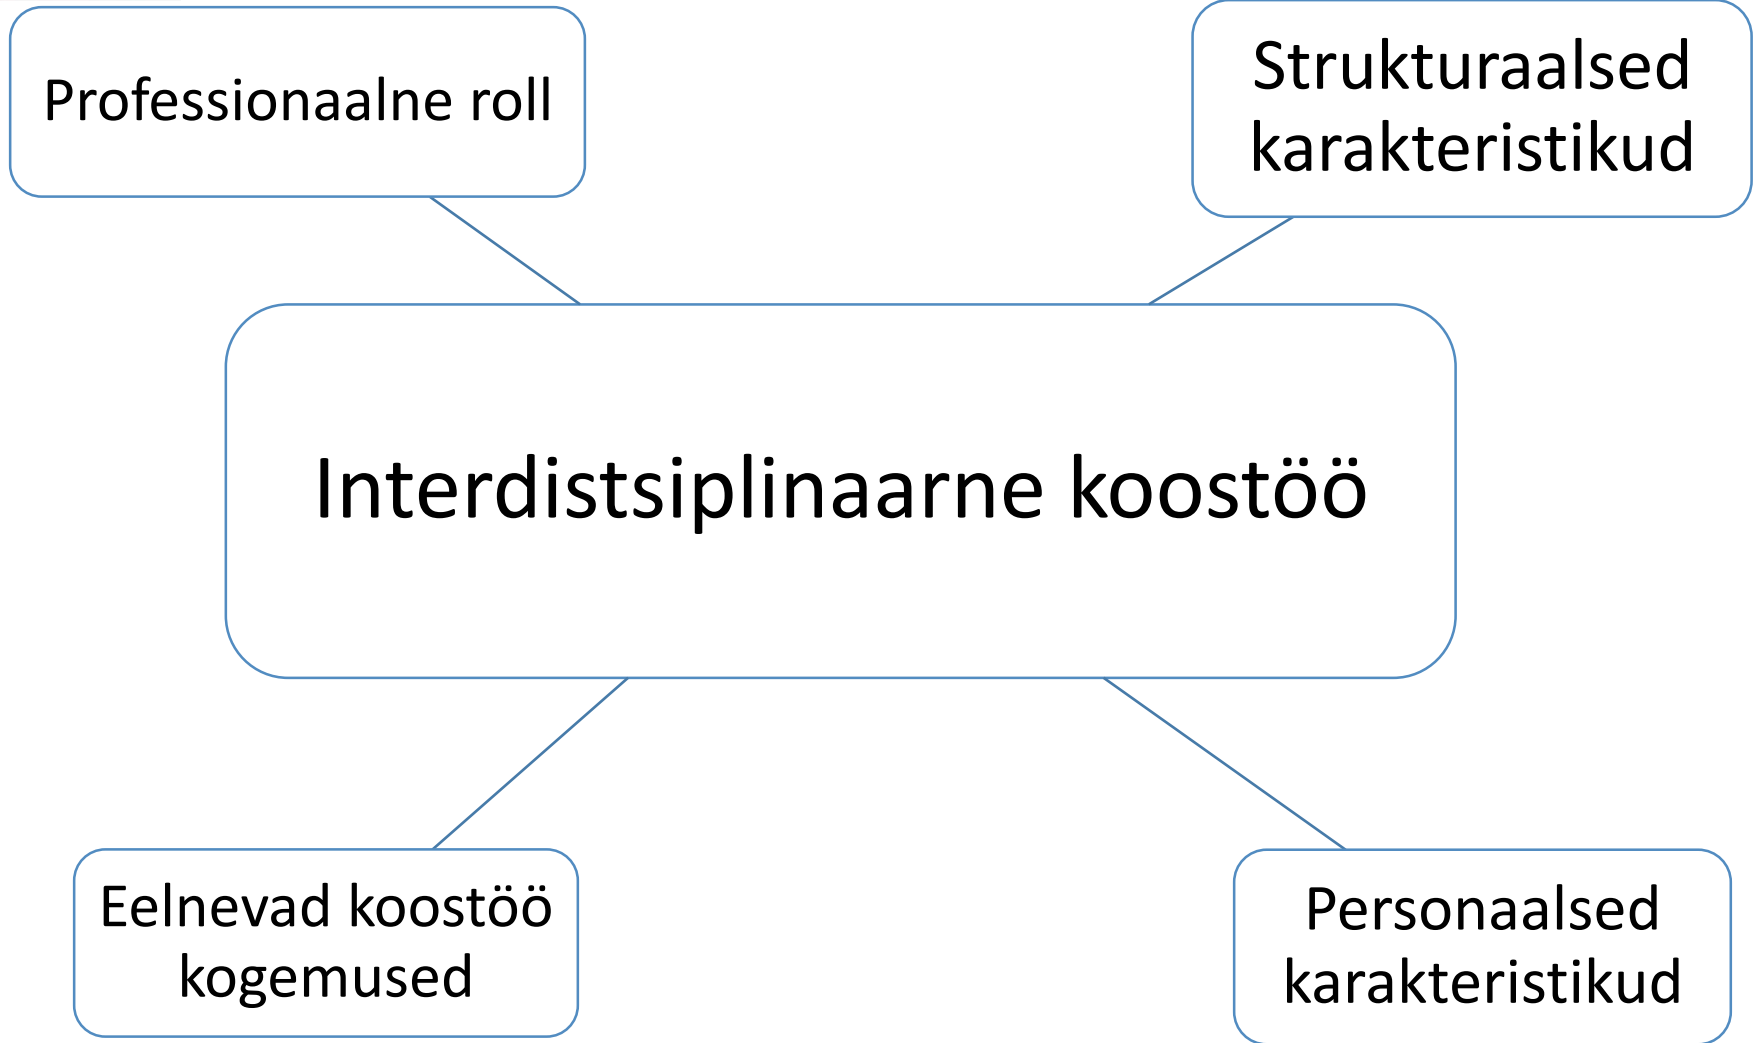 Professionaalne roll
Strukturaalsed
karakteristikud
Interdistsiplinaarne koostöö
Eelnevad koostöö
kogemused
Personaalsed
karakteristikud